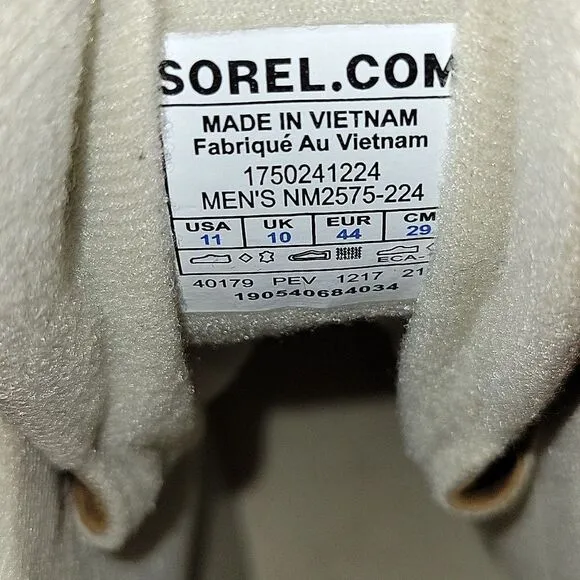 SOREL.COM
MADE IN VIETNAM
Fabriqué Au Vietnam
1750241224
MEN'S NM2575-224
USA UK EUR CM
11 10 44 29
ECA-
40179 PEV 1217 21
190540684034